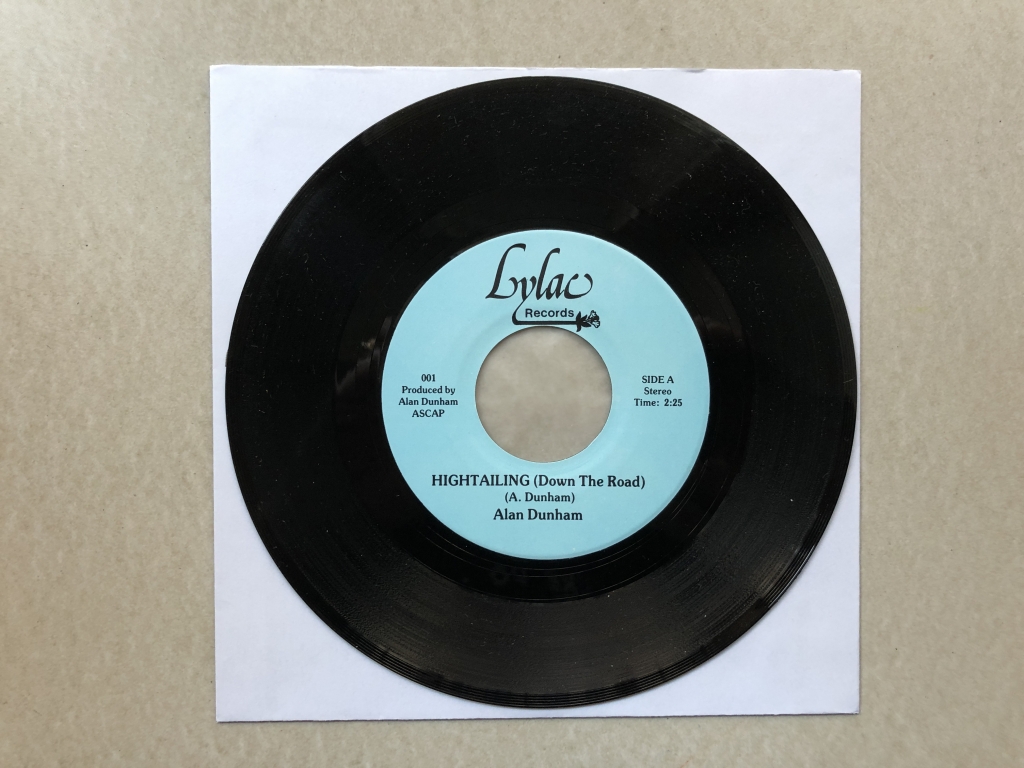 Lylac
Records
001
Produced by
Alan Dunham
ASCAP
SIDE A
Stereo
Time: 2:25
HIGHTAILING (Down The Road)
(A. Dunham)
Alan Dunham